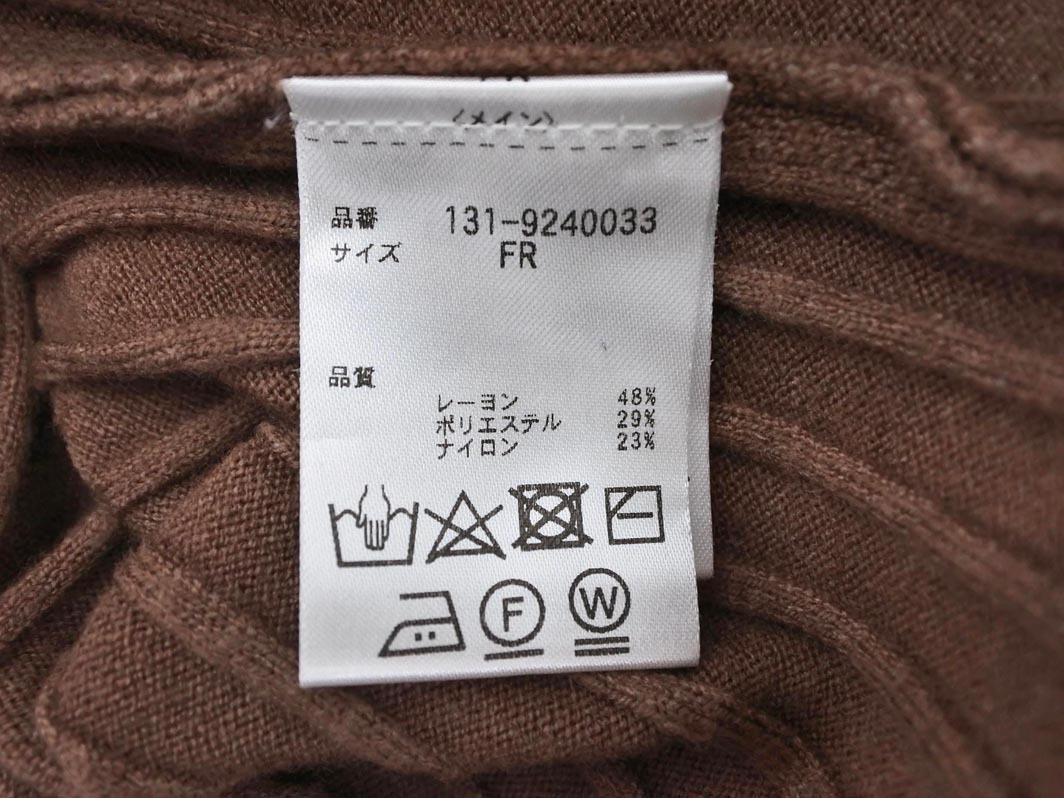 〈メイン〉
品番 131-9240033
サイズ FR
品質
レーヨン 48%
ポリエステル 29%
ナイロン 23%
F W